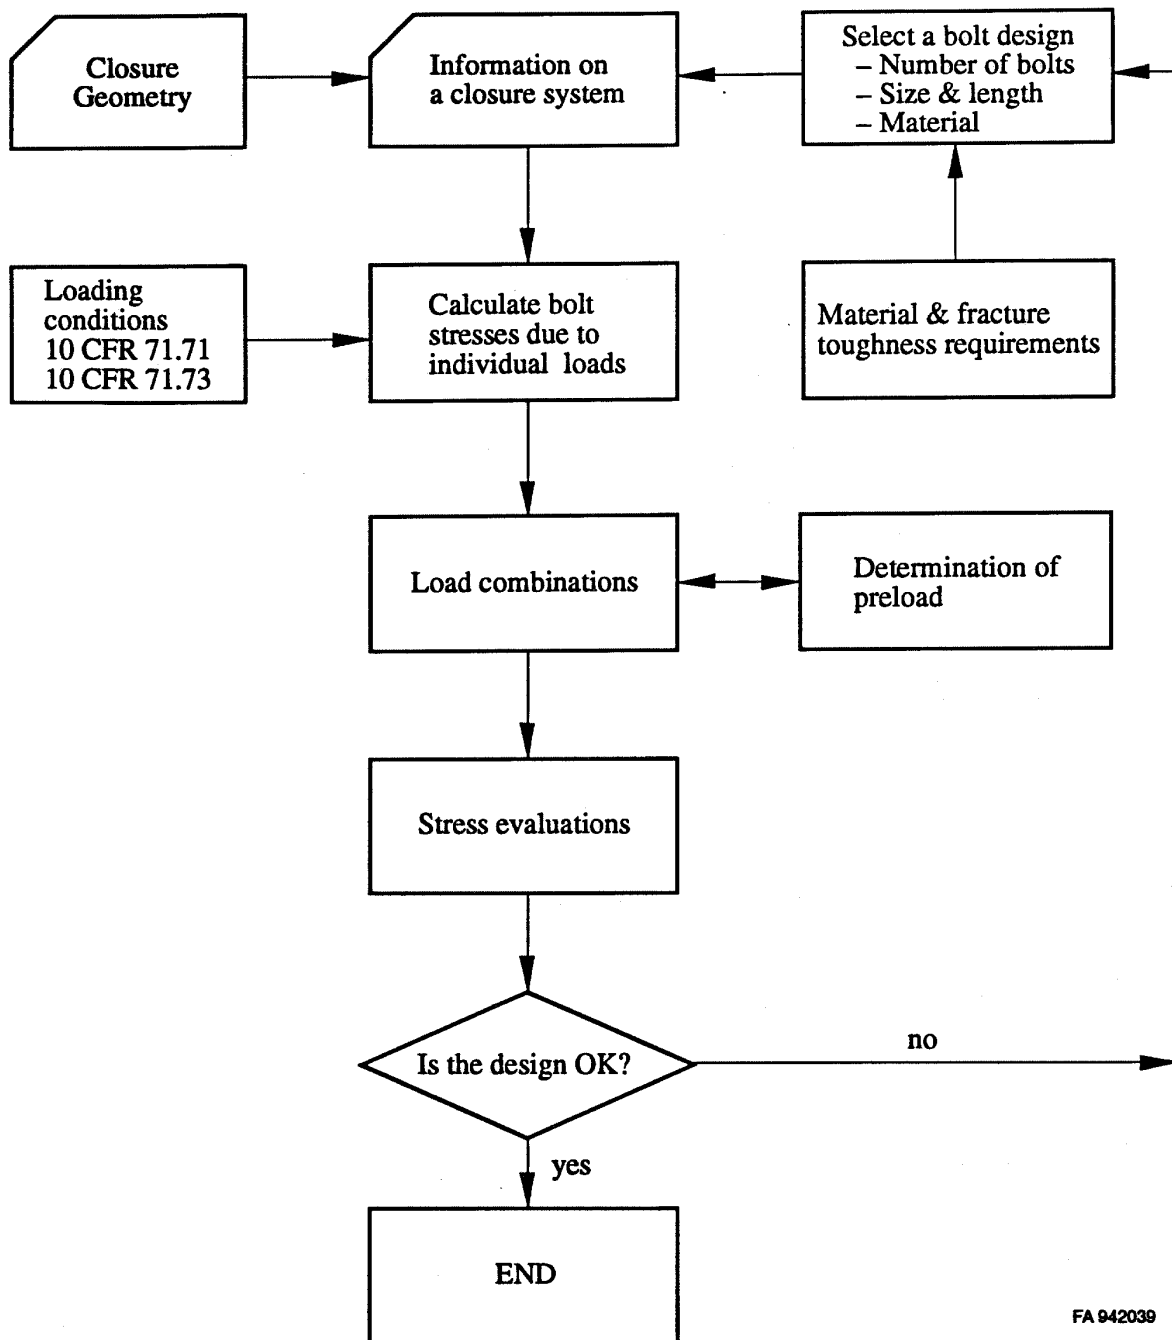 Closure
Geometry
Information on
a closure system
Select a bolt design
– Number of bolts
– Size & length
– Material
Loading
conditions
10 CFR 71.71
10 CFR 71.73
Calculate bolt
stresses due to
individual loads
Material & fracture
toughness requirements
Load combinations
Determination of
preload
Stress evaluations
Is the design OK?
no
yes
END
FA 942039